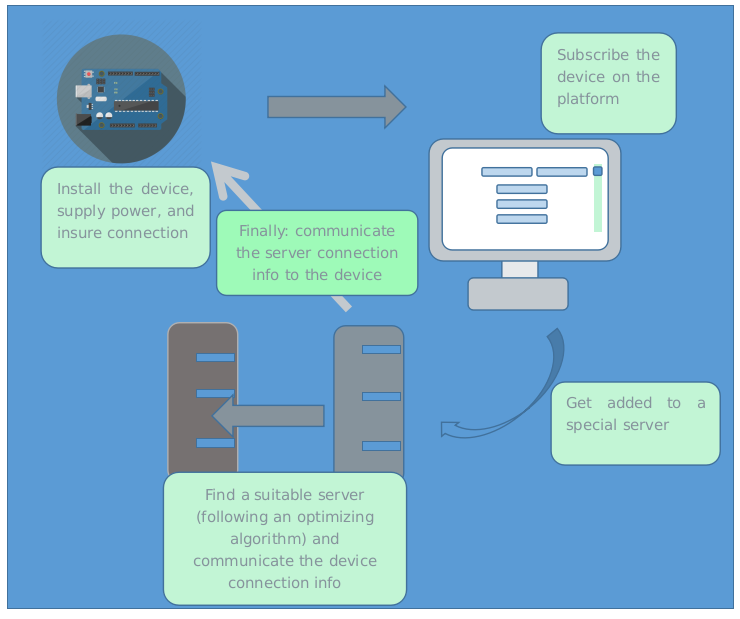 Subscribe the
device on the
platform
Install the device,
supply power, and
insure connection
Finally: communicate
the server connection
info to the device
Get added to a
special server
Find a suitable server
(following an optimizing
algorithm) and
communicate the device
connection info